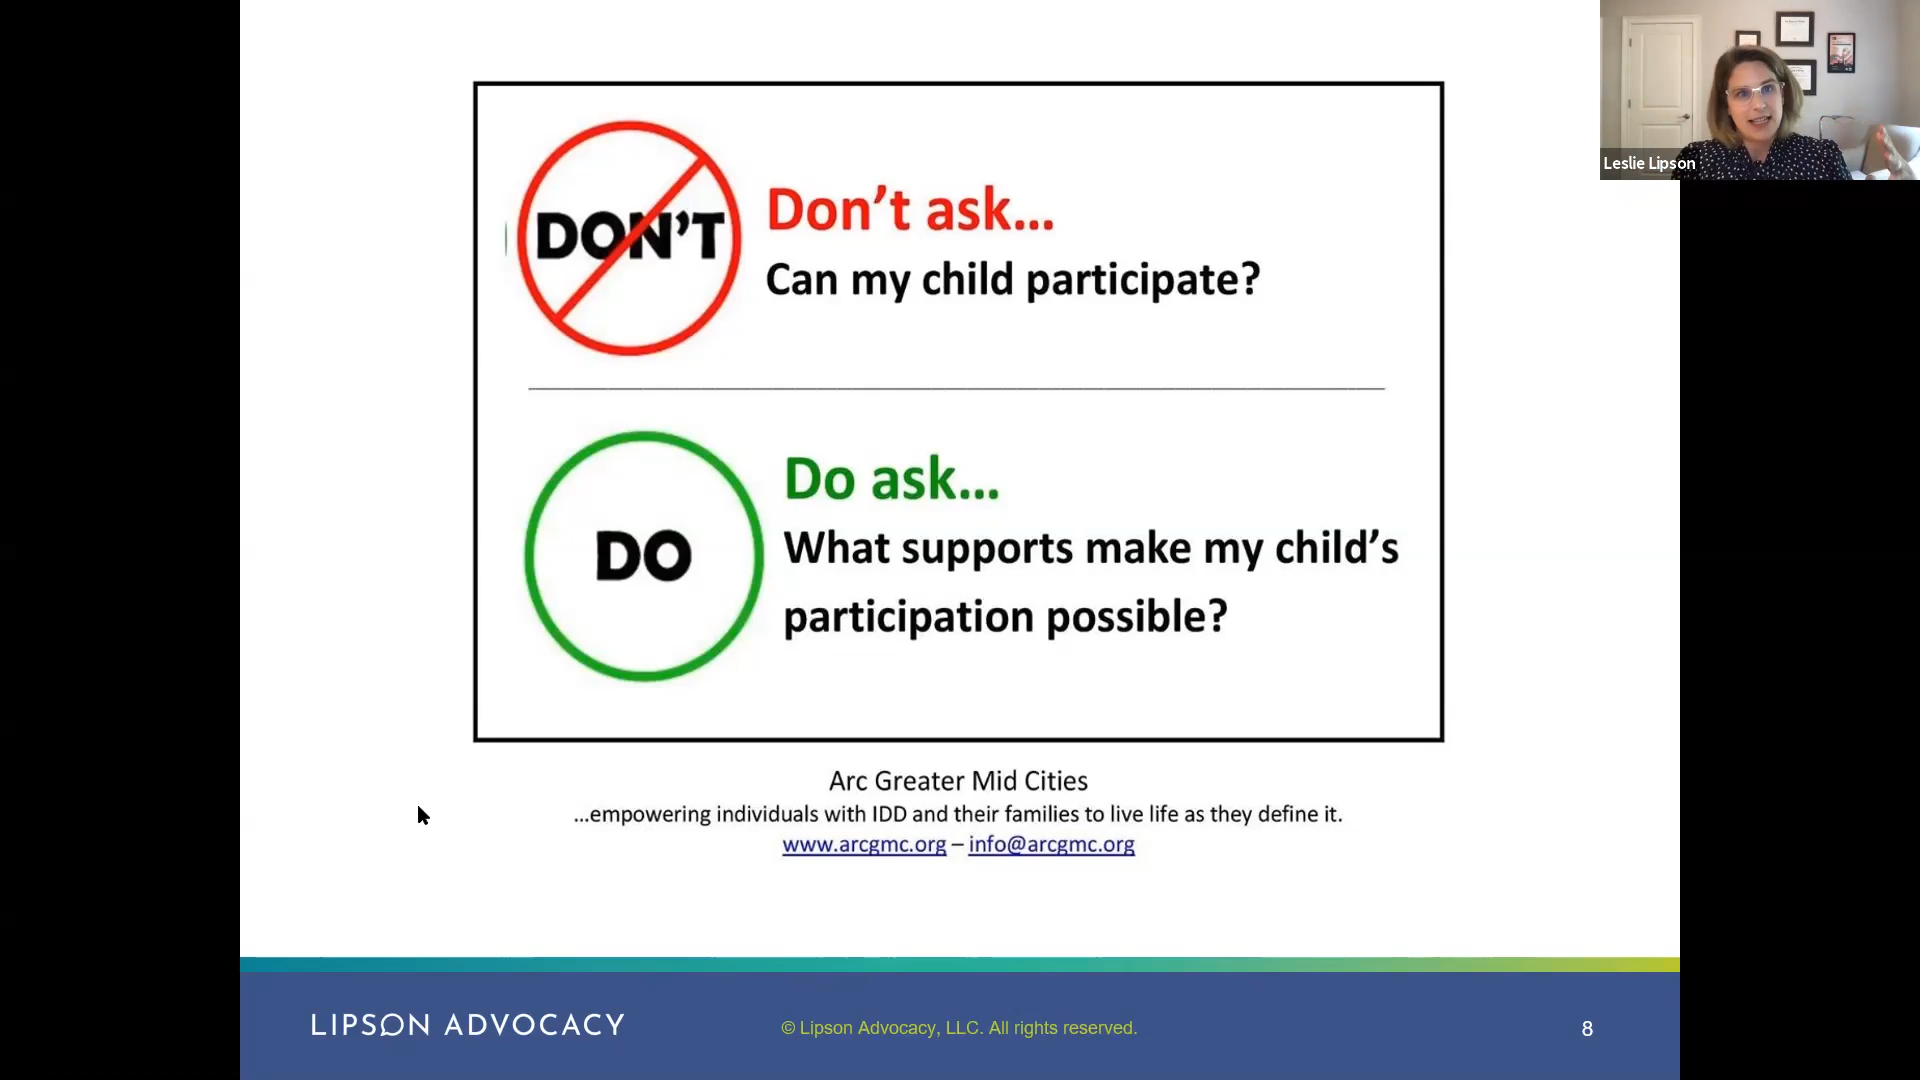 DON'T
Don't ask...
Can my child participate?
DO
Do ask...
What supports make my child's
participation possible?
Arc Greater Mid Cities
...empowering individuals with IDD and their families to live life as they define it.
www.arcgmc.org – info@arcgmc.org
LIPSON ADVOCACY
© Lipson Advocacy, LLC. All rights reserved.
8
Leslie Lipson